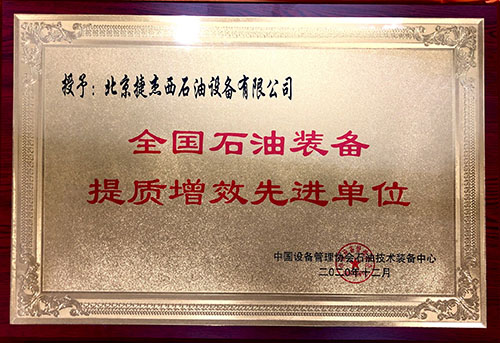 授予：北京捷杰西石油设备有限公司
全国石油装备
提质增效先进单位
中国设备管理协会石油技术装备中心
二〇二〇年十二月